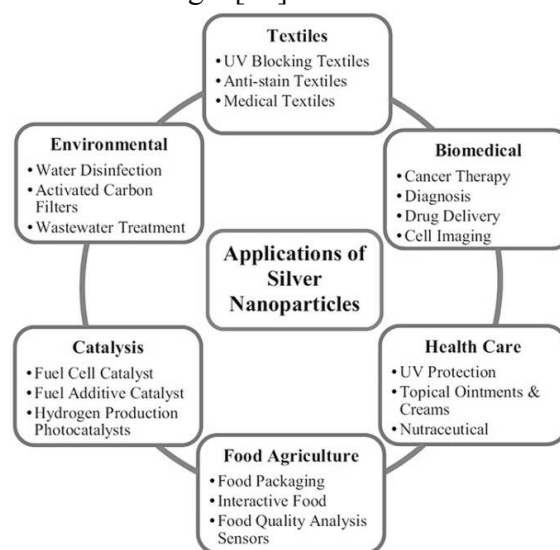 Textiles
• UV Blocking Textiles
• Anti-stain Textiles
• Medical Textiles
Environmental
• Water Disinfection
• Activated Carbon
Filters
• Wastewater Treatment
Biomedical
• Cancer Therapy
• Diagnosis
• Drug Delivery
• Cell Imaging
Applications of
Silver
Nanoparticles
Catalysis
• Fuel Cell Catalyst
• Fuel Additive Catalyst
• Hydrogen Production
Photocatalysts
Health Care
• UV Protection
• Topical Ointments &
Creams
• Nutraceutical
Food Agriculture
• Food Packaging
• Interactive Food
• Food Quality Analysis
Sensors